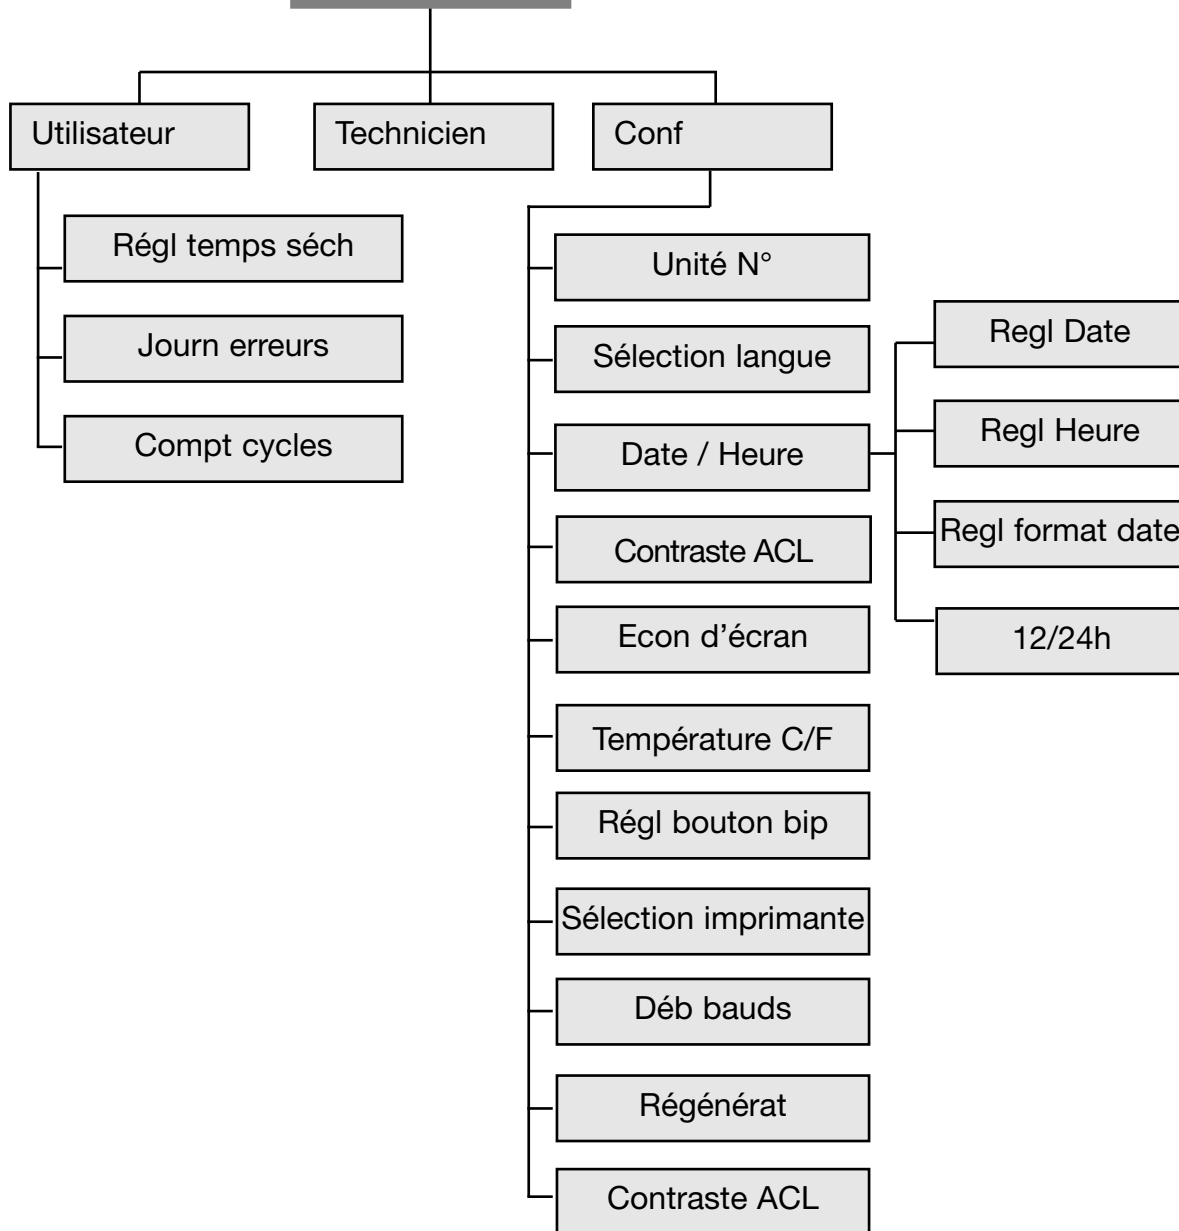 Utilisateur
Technicien
Conf
Régl temps séch
Journ erreurs
Compt cycles
Unité N°
Sélection langue
Date / Heure
Contraste ACL
Econ d’écran
Température C/F
Régl bouton bip
Sélection imprimante
Déb bauds
Régénérat
Contraste ACL
Regl Date
Regl Heure
Regl format date
12/24h